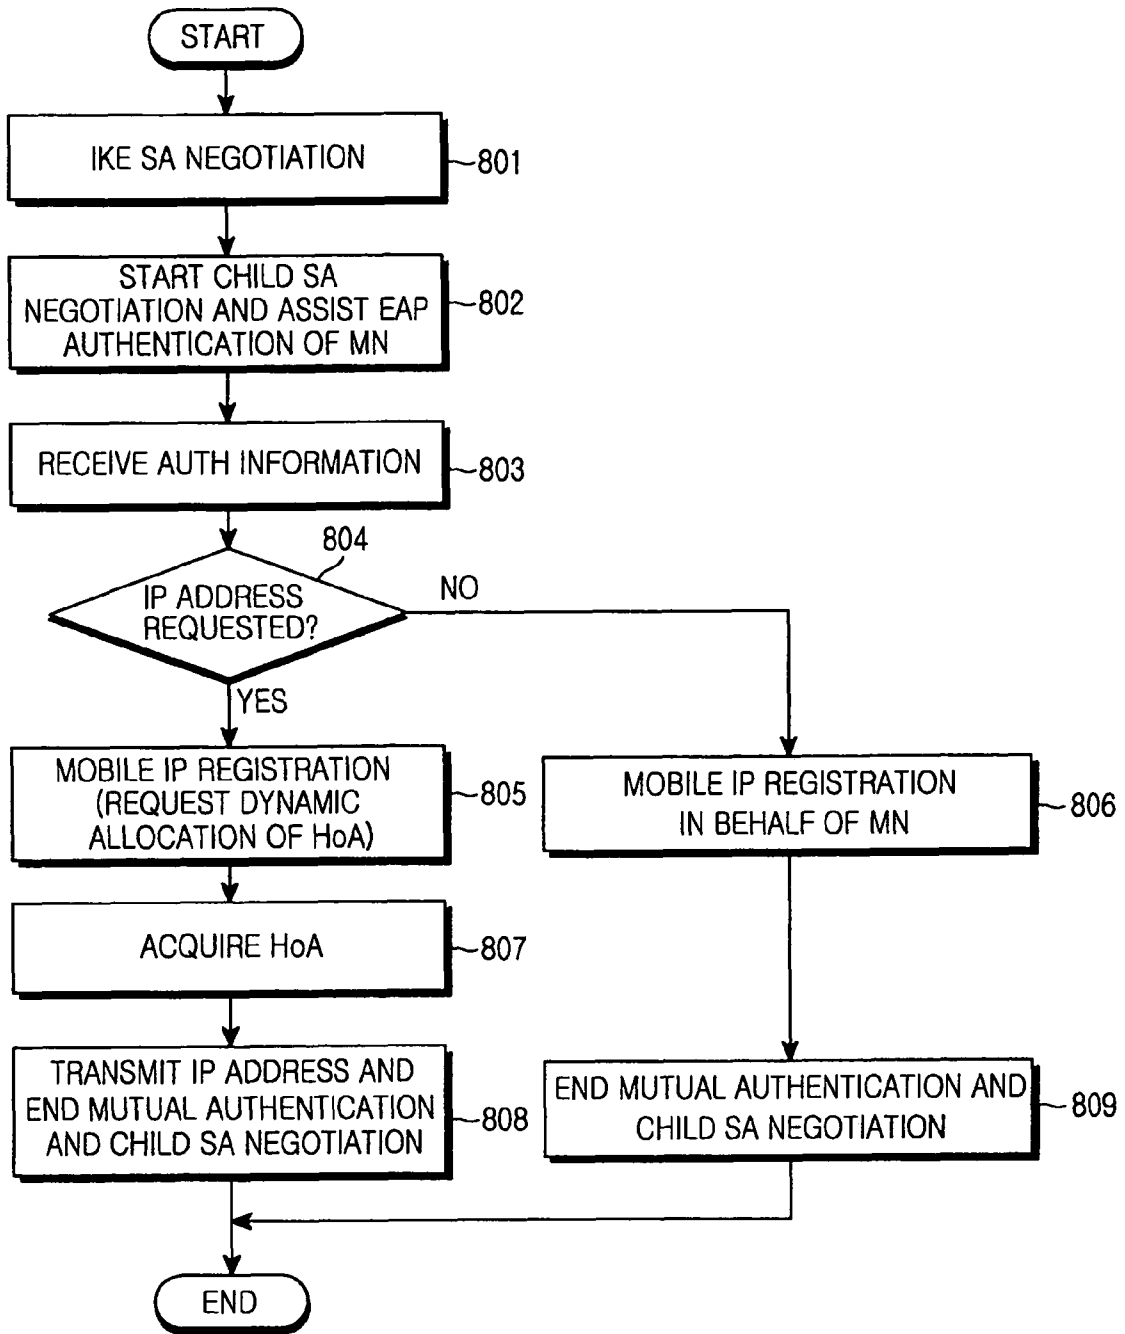 START
IKE SA NEGOTIATION
801
START CHILD SA
NEGOTIATION AND ASSIST EAP
AUTHENTICATION OF MN
802
RECEIVE AUTH INFORMATION
803
804
IP ADDRESS
REQUESTED?
NO
YES
MOBILE IP REGISTRATION
(REQUEST DYNAMIC
ALLOCATION OF HoA)
805
MOBILE IP REGISTRATION
IN BEHALF OF MN
806
ACQUIRE HoA
807
TRANSMIT IP ADDRESS AND
END MUTUAL AUTHENTICATION
AND CHILD SA NEGOTIATION
808
END MUTUAL AUTHENTICATION AND
CHILD SA NEGOTIATION
809
END